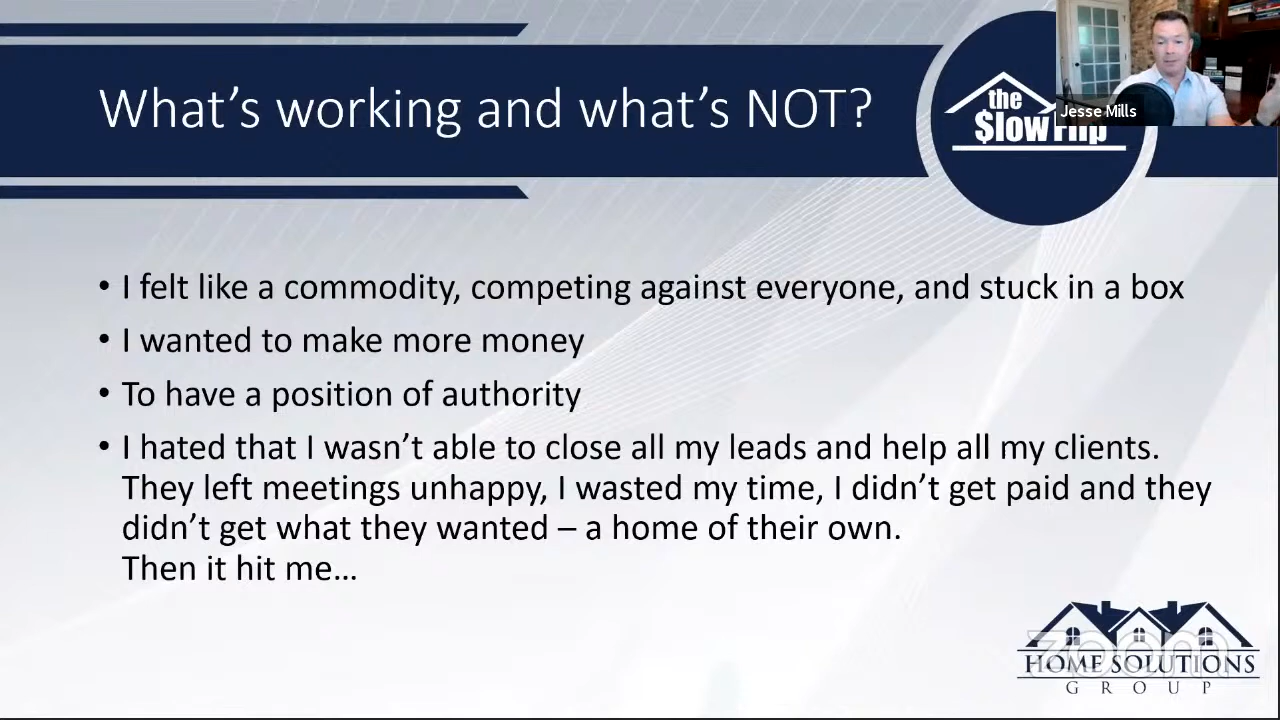 What's working and what's NOT?
the
$low Flip
Jesse Mills
• I felt like a commodity, competing against everyone, and stuck in a box
• I wanted to make more money
• To have a position of authority
• I hated that I wasn't able to close all my leads and help all my clients.
They left meetings unhappy, I wasted my time, I didn't get paid and they
didn't get what they wanted – a home of their own.
Then it hit me…
zoom
HOME SOLUTIONS
GROUP